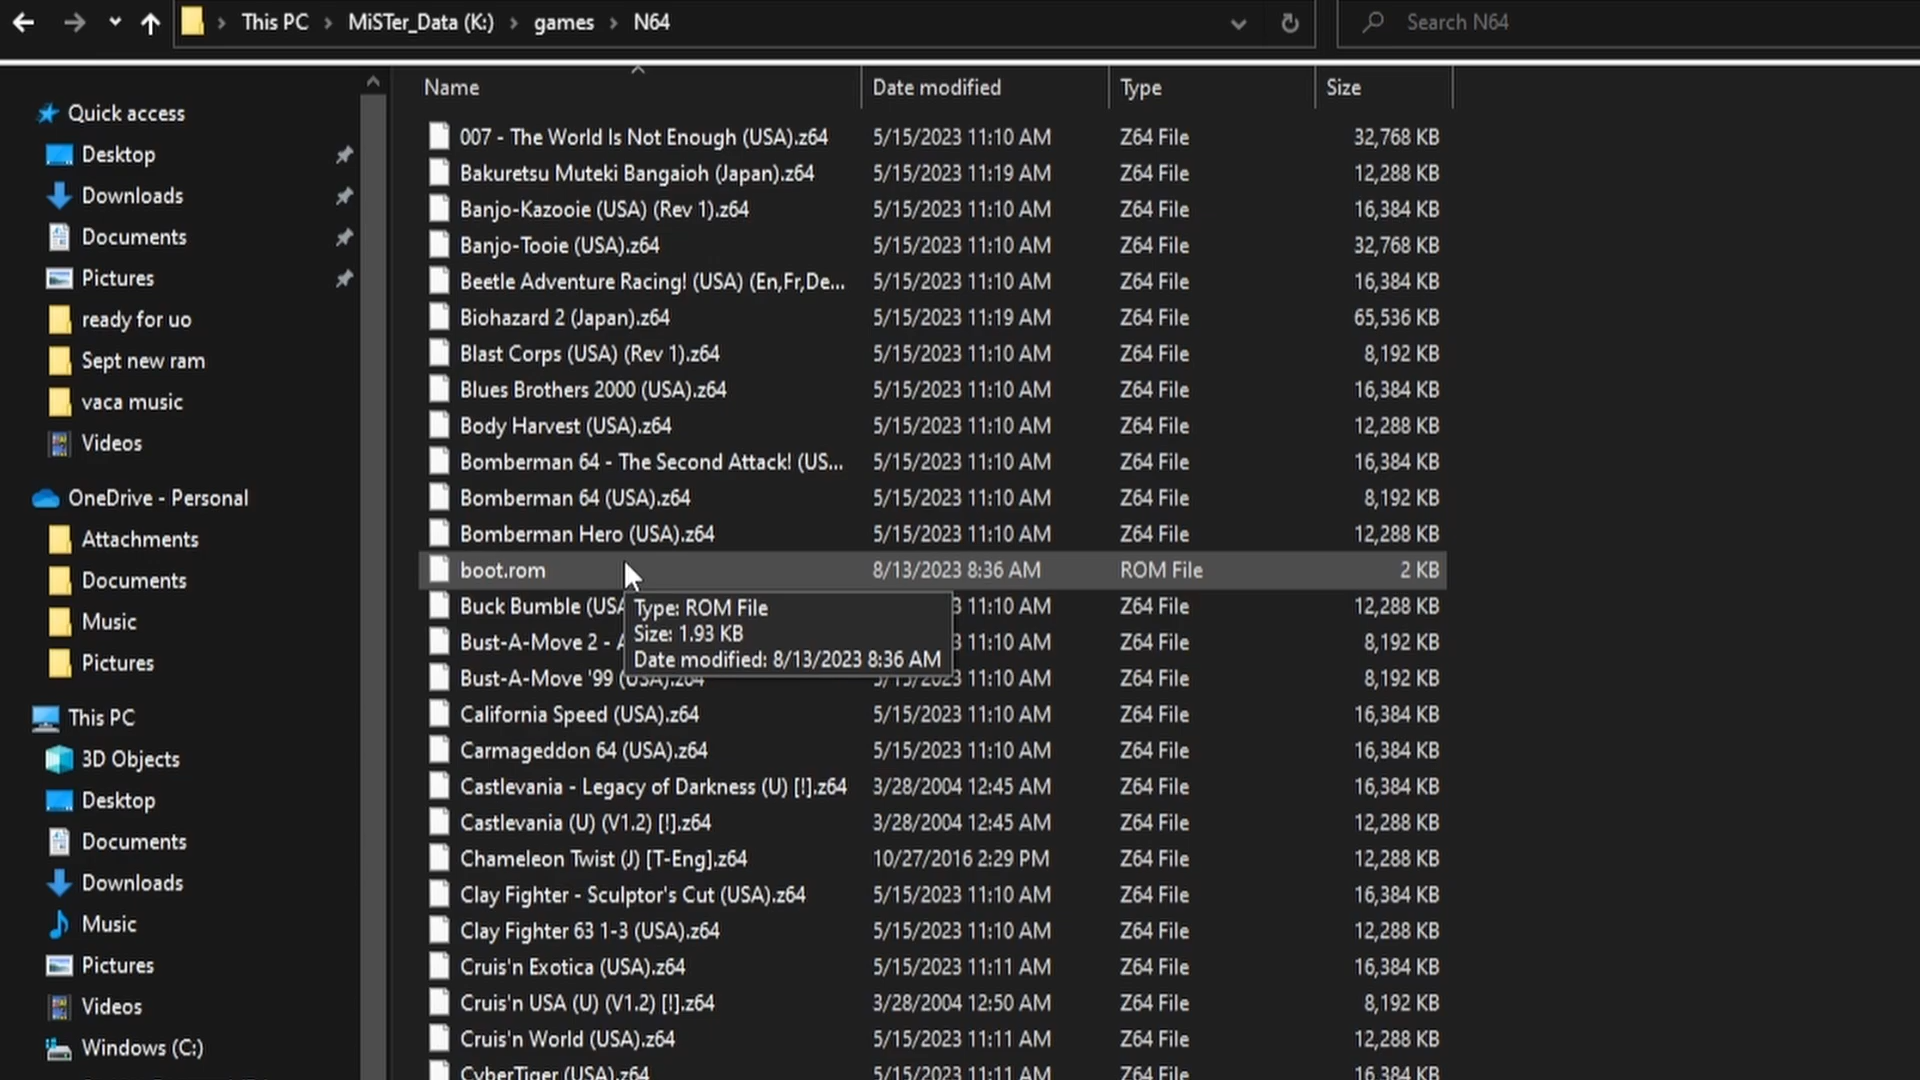 This PC > MiSTer_Data (K:) > games > N64
Search N64
Name Date modified Type Size
Quick access
Desktop
Downloads
Documents
Pictures
ready for uo
Sept new ram
vaca music
Videos
OneDrive - Personal
Attachments
Documents
Music
Pictures
This PC
3D Objects
Desktop
Documents
Downloads
Music
Pictures
Videos
Windows (C:)
007 - The World Is Not Enough (USA).z64 5/15/2023 11:10 AM Z64 File 32,768 KB
Bakuretsu Muteki Bangaioh (Japan).z64 5/15/2023 11:19 AM Z64 File 12,288 KB
Banjo-Kazooie (USA) (Rev 1).z64 5/15/2023 11:10 AM Z64 File 16,384 KB
Banjo-Tooie (USA).z64 5/15/2023 11:10 AM Z64 File 32,768 KB
Beetle Adventure Racing! (USA) (En,Fr,De... 5/15/2023 11:10 AM Z64 File 16,384 KB
Biohazard 2 (Japan).z64 5/15/2023 11:19 AM Z64 File 65,536 KB
Blast Corps (USA) (Rev 1).z64 5/15/2023 11:10 AM Z64 File 8,192 KB
Blues Brothers 2000 (USA).z64 5/15/2023 11:10 AM Z64 File 16,384 KB
Body Harvest (USA).z64 5/15/2023 11:10 AM Z64 File 12,288 KB
Bomberman 64 - The Second Attack! (US... 5/15/2023 11:10 AM Z64 File 16,384 KB
Bomberman 64 (USA).z64 5/15/2023 11:10 AM Z64 File 8,192 KB
Bomberman Hero (USA).z64 5/15/2023 11:10 AM Z64 File 12,288 KB
boot.rom 8/13/2023 8:36 AM ROM File 2 KB
Buck Bumble (USA 3 11:10 AM Z64 File 12,288 KB
Bust-A-Move 2 - A 3 11:10 AM Z64 File 8,192 KB
Bust-A-Move '99 (USA).z64 5/15/2023 11:10 AM Z64 File 8,192 KB
Type: ROM File
Size: 1.93 KB
Date modified: 8/13/2023 8:36 AM
California Speed (USA).z64 5/15/2023 11:10 AM Z64 File 16,384 KB
Carmageddon 64 (USA).z64 5/15/2023 11:10 AM Z64 File 16,384 KB
Castlevania - Legacy of Darkness (U) [!].z64 3/28/2004 12:45 AM Z64 File 16,384 KB
Castlevania (U) (V1.2) [!].z64 3/28/2004 12:45 AM Z64 File 12,288 KB
Chameleon Twist (J) [T-Eng].z64 10/27/2016 2:29 PM Z64 File 12,288 KB
Clay Fighter - Sculptor's Cut (USA).z64 5/15/2023 11:10 AM Z64 File 16,384 KB
Clay Fighter 63 1-3 (USA).z64 5/15/2023 11:10 AM Z64 File 12,288 KB
Cruis'n Exotica (USA).z64 5/15/2023 11:11 AM Z64 File 16,384 KB
Cruis'n USA (U) (V1.2) [!].z64 3/28/2004 12:50 AM Z64 File 8,192 KB
Cruis'n World (USA).z64 5/15/2023 11:11 AM Z64 File 12,288 KB
CyberTiger (USA).z64 5/15/2023 11:11 AM Z64 File 16,384 KB